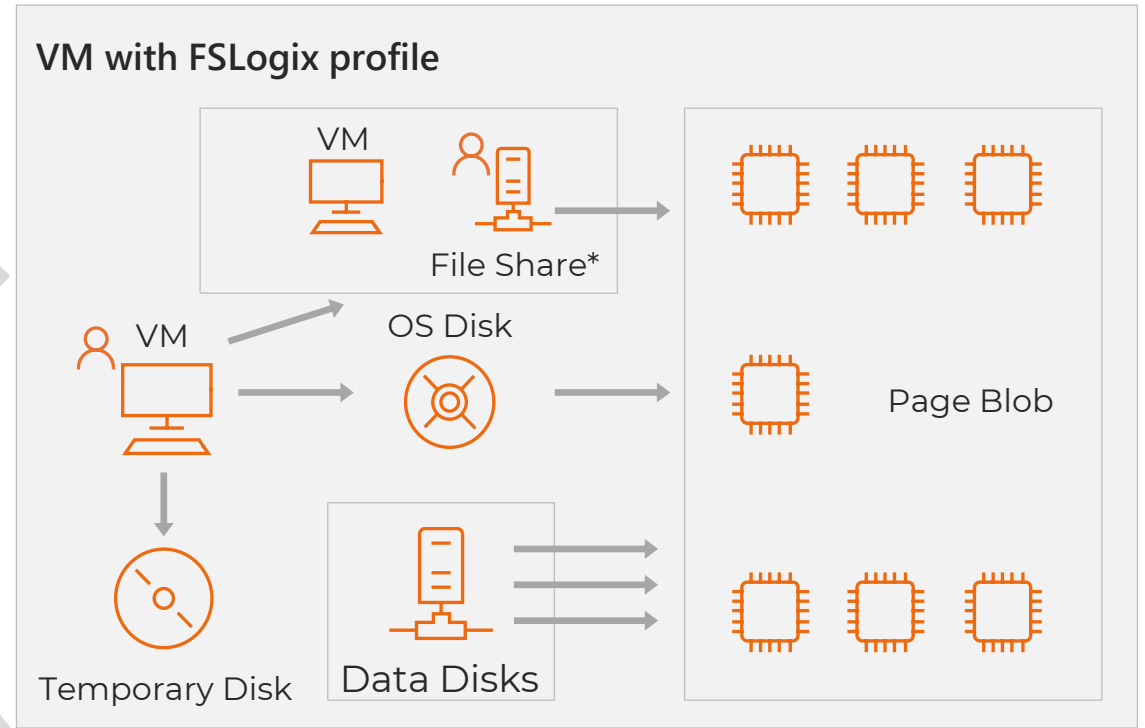 VM with FSLogix profile
VM
File Share*
OS Disk
VM
Page Blob
Data Disks
Temporary Disk